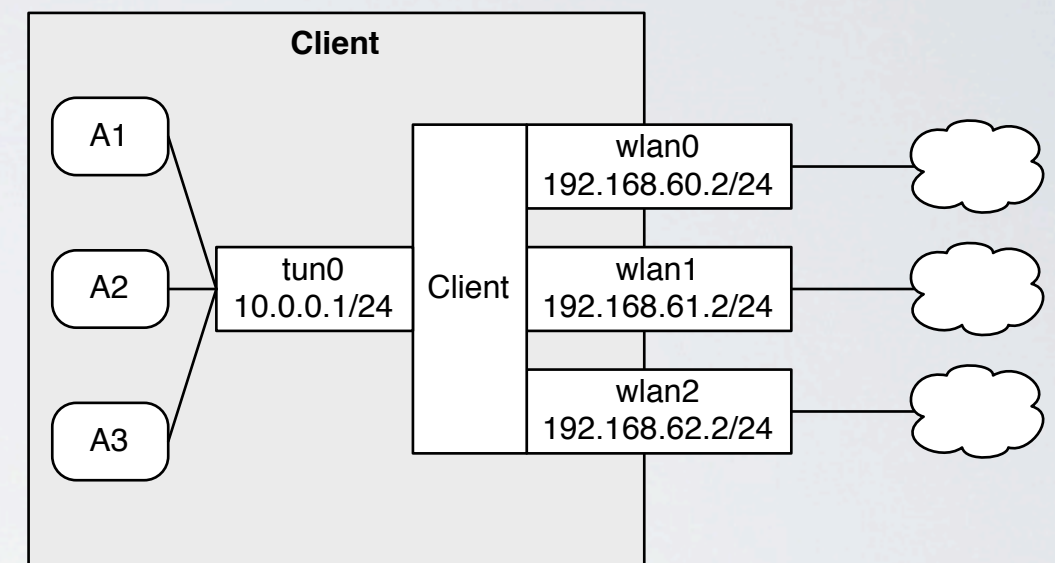 Client
A1
A2
A3
tun0
10.0.0.1/24
Client
wlan0
192.168.60.2/24
wlan1
192.168.61.2/24
wlan2
192.168.62.2/24